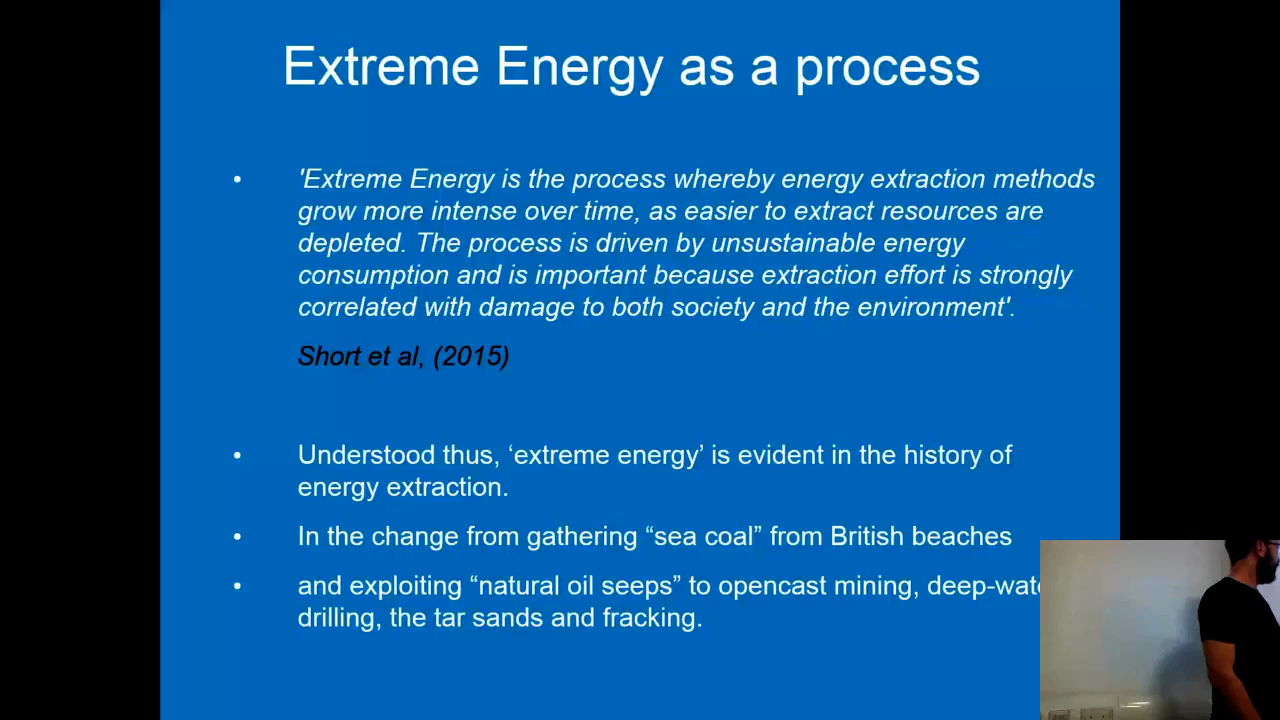 Extreme Energy as a process
• 'Extreme Energy is the process whereby energy extraction methods
grow more intense over time, as easier to extract resources are
depleted. The process is driven by unsustainable energy
consumption and is important because extraction effort is strongly
correlated with damage to both society and the environment'.
Short et al, (2015)
• Understood thus, ‘extreme energy’ is evident in the history of
energy extraction.
• In the change from gathering “sea coal” from British beaches
• and exploiting “natural oil seeps” to opencast mining,
drilling, the tar sands and fracking.